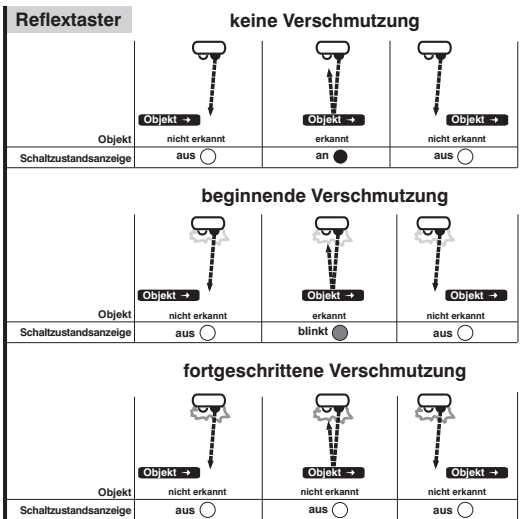 Reflextaster
keine Verschmutzung
Objekt → Objekt → Objekt →
Objekt nicht erkannt erkannt nicht erkannt
Schaltzustandsanzeige aus an aus
beginnende Verschmutzung
Objekt → Objekt → Objekt →
Objekt nicht erkannt erkannt nicht erkannt
Schaltzustandsanzeige aus blinkt aus
fortgeschrittene Verschmutzung
Objekt → Objekt → Objekt →
Objekt nicht erkannt nicht erkannt nicht erkannt
Schaltzustandsanzeige aus aus aus